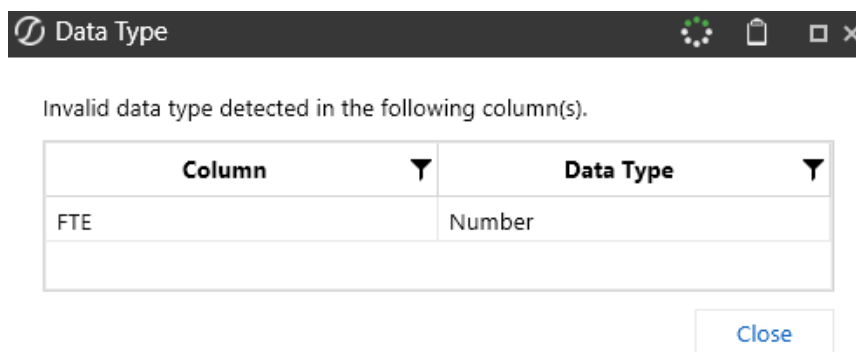 Data Type
Invalid data type detected in the following column(s).
Column Data Type
FTE Number
Close